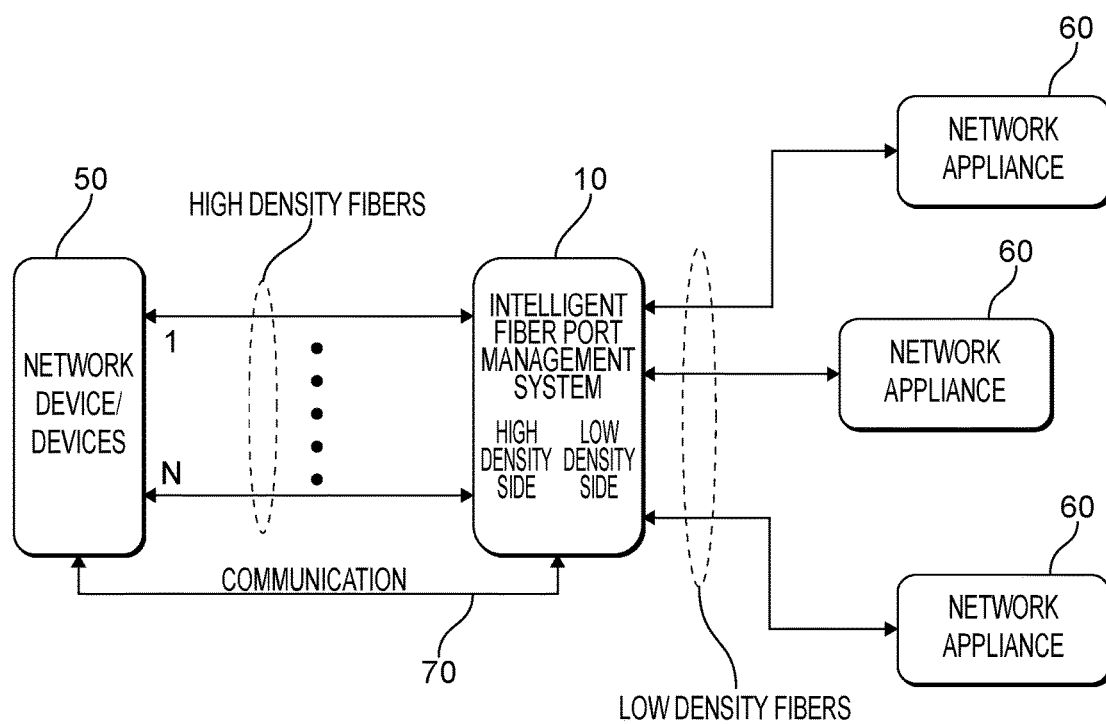 60
NETWORK
APPLIANCE
50
HIGH DENSITY FIBERS
10
60
1
N
NETWORK
DEVICE/
DEVICES
INTELLIGENT
FIBER PORT
MANAGEMENT
SYSTEM
HIGH
DENSITY
SIDE
LOW
DENSITY
SIDE
NETWORK
APPLIANCE
COMMUNICATION
70
60
NETWORK
APPLIANCE
LOW DENSITY FIBERS